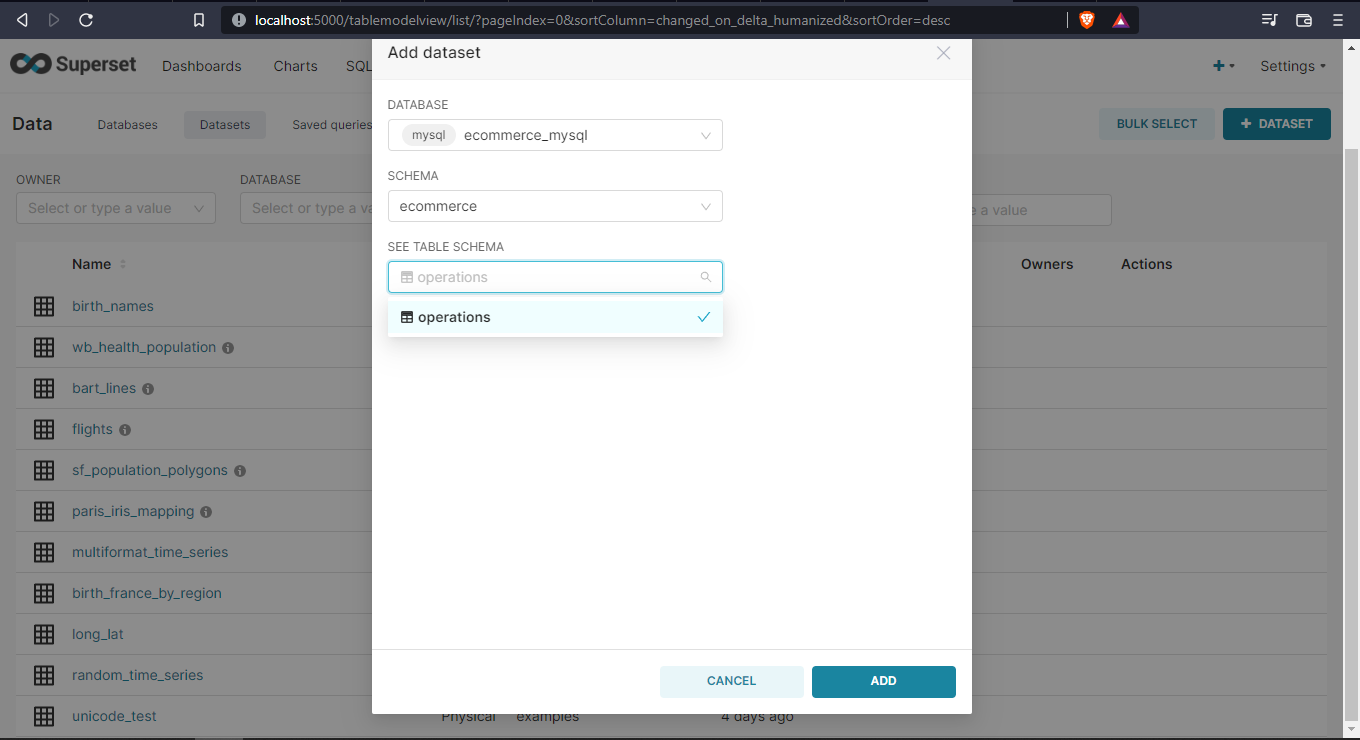 localhost:5000/tablemodelview/list/?pageIndex=0&sortColumn=changed_on_delta_humanized&sortOrder=desc
Add dataset
Superset Dashboards Charts SQL Settings
DATABASE
Data Databases Datasets Saved queries BULK SELECT + DATASET
mysql ecommerce_mysql
SCHEMA
OWNER DATABASE
Select or type a value Select or type a va ecommerce e a value
SEE TABLE SCHEMA
Name Owners Actions
operations
birth_names
operations
wb_health_population
bart_lines
flights
sf_population_polygons
paris_iris_mapping
multiformat_time_series
birth_france_by_region
long_lat
random_time_series
CANCEL ADD
unicode_test Physical examples 4 days ago